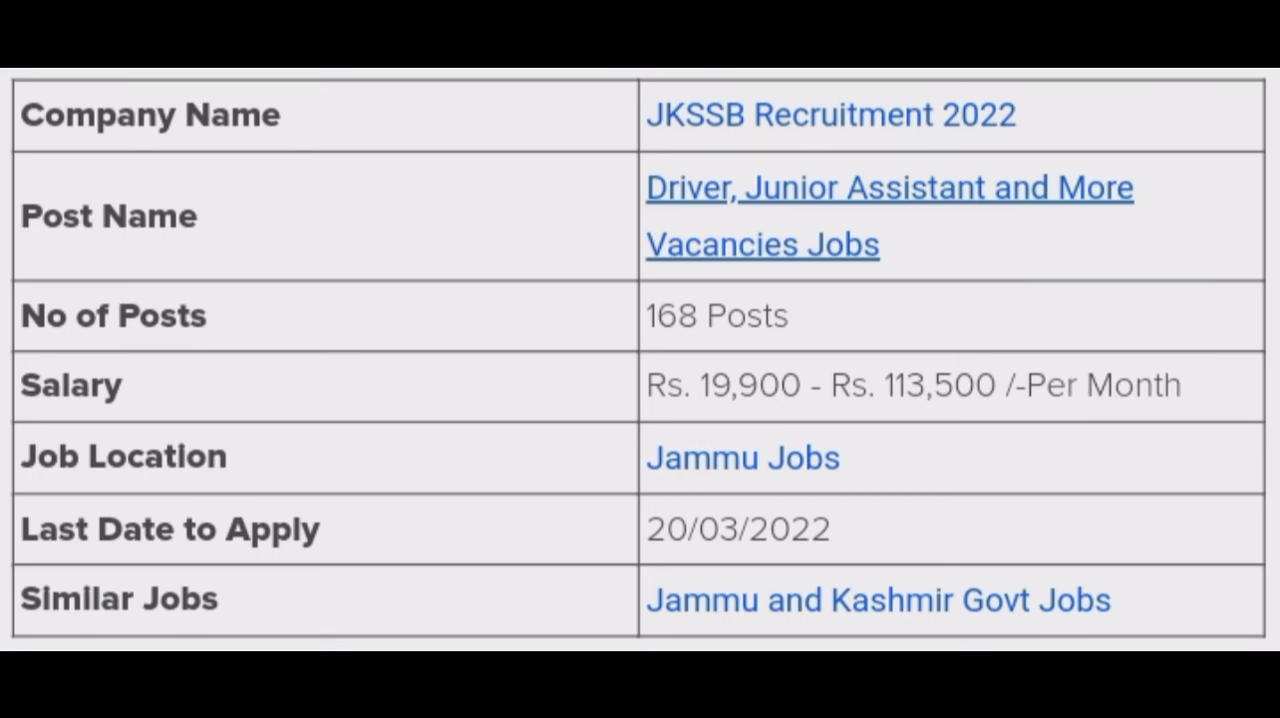 Company Name
JKSSB Recruitment 2022
Post Name
Driver, Junior Assistant and More
Vacancies Jobs
No of Posts
168 Posts
Salary
Rs. 19,900 - Rs. 113,500 /-Per Month
Job Location
Jammu Jobs
Last Date to Apply
20/03/2022
Similar Jobs
Jammu and Kashmir Govt Jobs